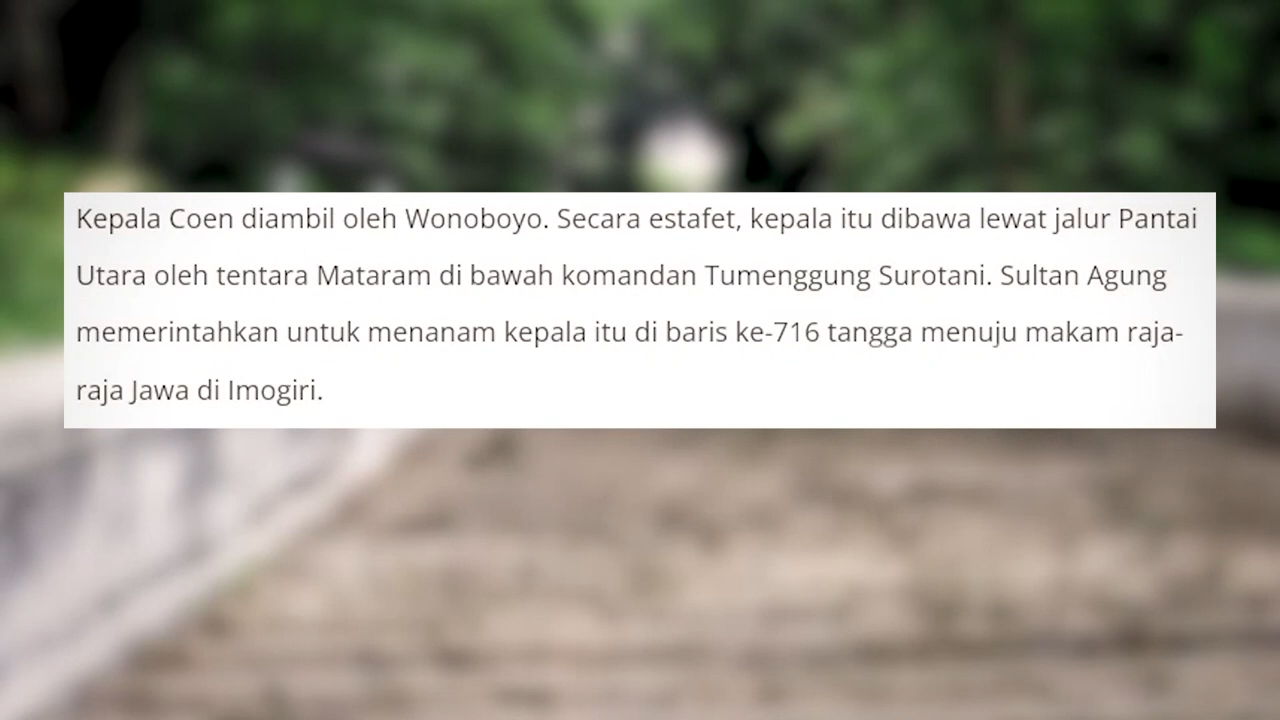 Kepala Coen diambil oleh Wonoboyo. Secara estafet, kepala itu dibawa lewat jalur Pantai
Utara oleh tentara Mataram di bawah komandan Tumenggung Surotani. Sultan Agung
memerintahkan untuk menanam kepala itu di baris ke-716 tangga menuju makam raja-
raja Jawa di Imogiri.